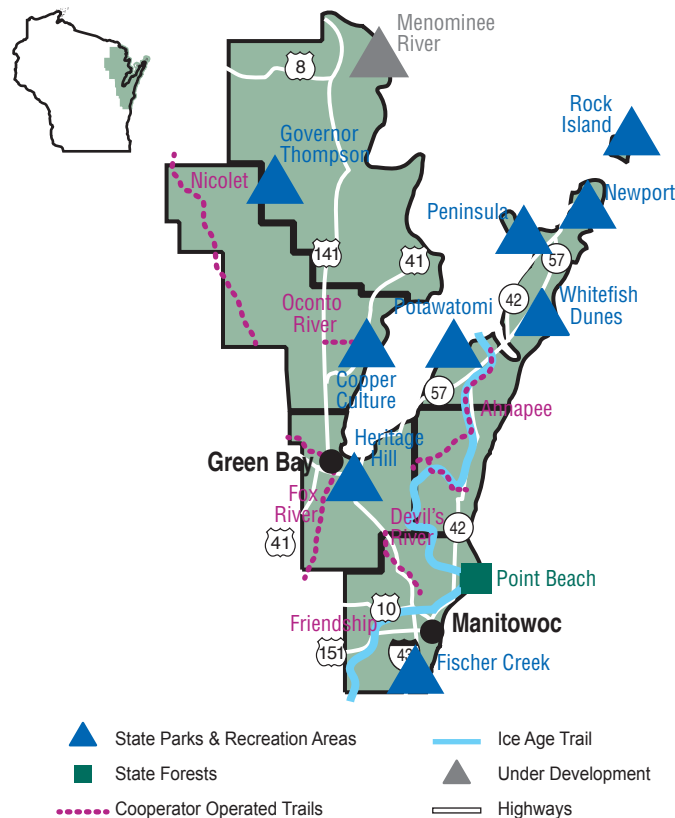 Menominee
River
8
Rock
Island
Governor
Thompson
Nicolet
Newport
Peninsula
141
41
57
42
Oconto
River
Potawatomi
Whitefish
Dunes
Copper
Culture
57
Ahnapee
Heritage
Hill
Green Bay
Fox
River
Devil's
River
42
41
Point Beach
10
Friendship
Manitowoc
151
43
Fischer Creek
State Parks & Recreation Areas
Ice Age Trail
State Forests
Under Development
Cooperator Operated Trails
Highways